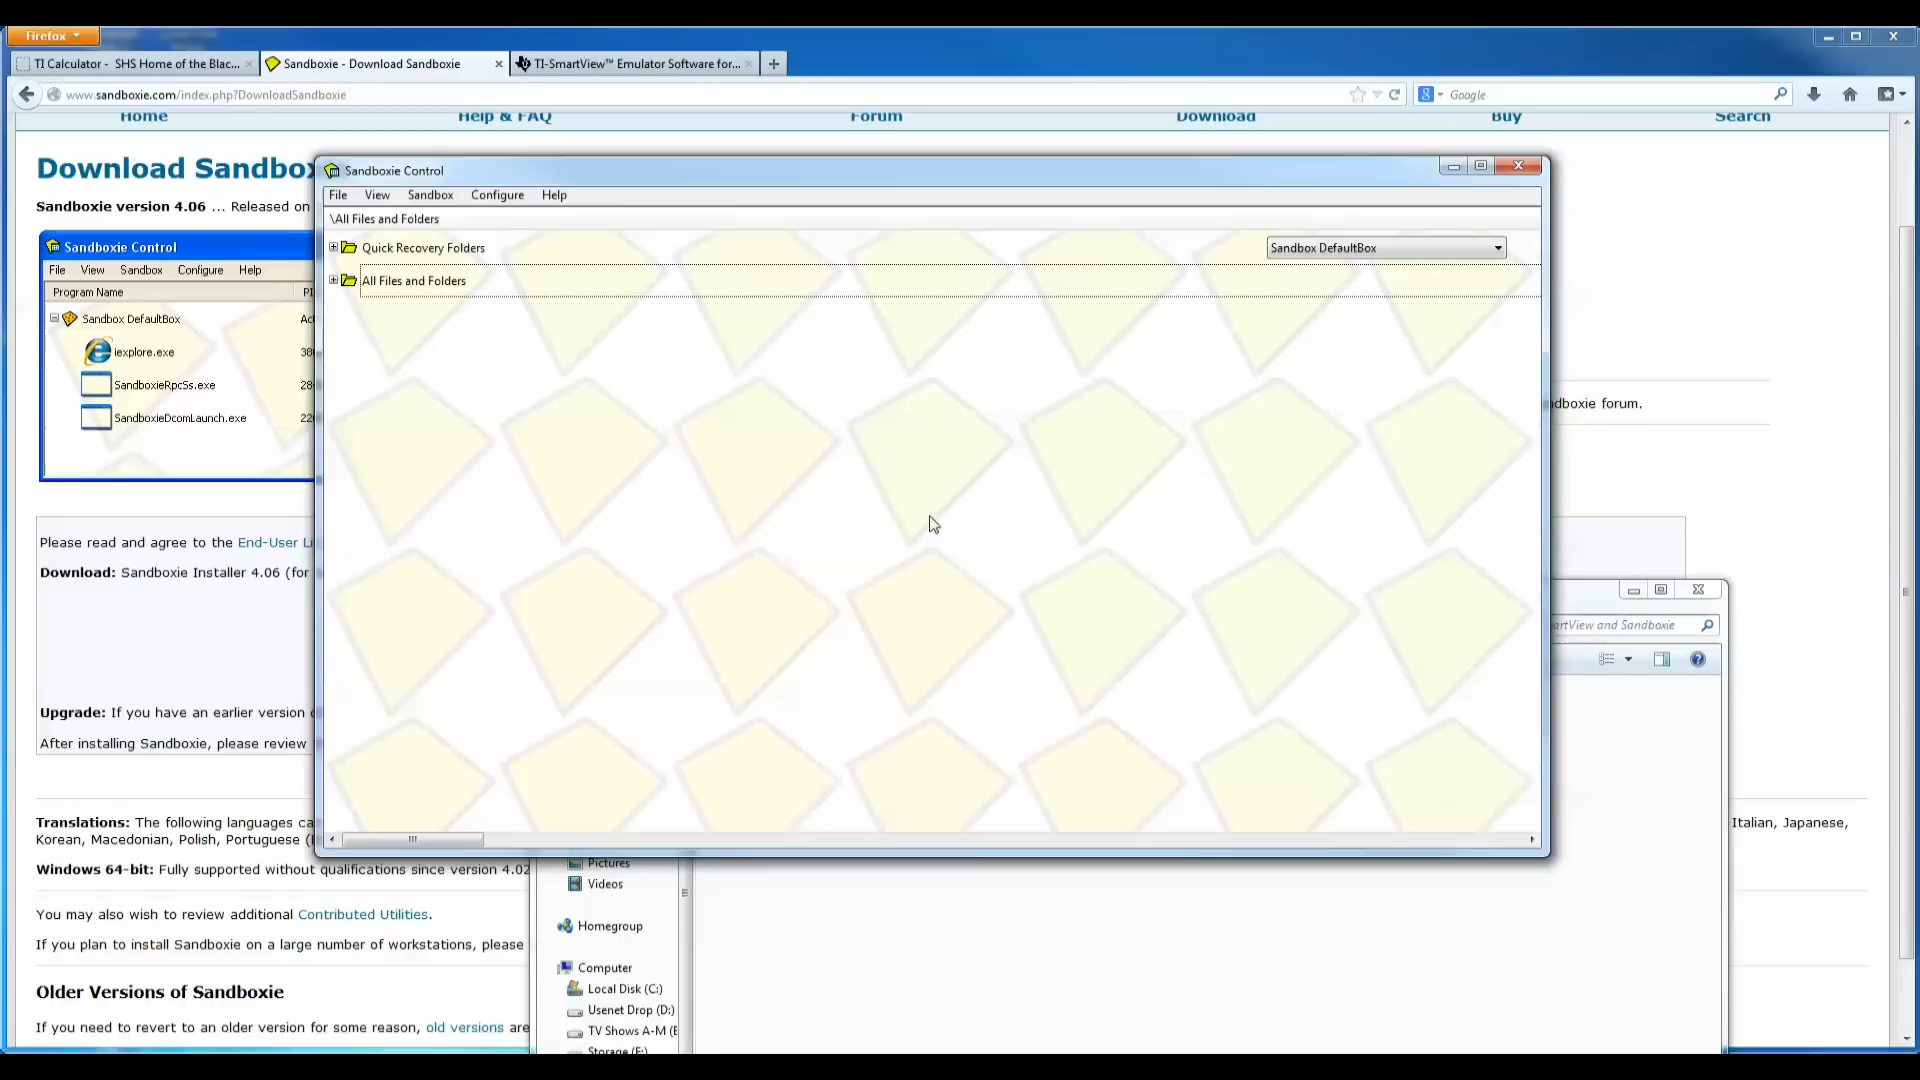 Firefox
TI Calculator - SHS Home of the Blac...
Sandboxie - Download Sandboxie
TI-SmartView™ Emulator Software for...
www.sandboxie.com/index.php?DownloadSandboxie
Google
Home Help & FAQ Forum Download Buy Search
Download Sandbox
Sandboxie version 4.06 ... Released on
Sandboxie Control
File View Sandbox Configure Help
Program Name
Sandbox DefaultBox
iexplore.exe
SandboxieRpcSs.exe
SandboxieDcomLaunch.exe
Sandboxie Control
File View Sandbox Configure Help
\All Files and Folders
Quick Recovery Folders
Sandbox DefaultBox
All Files and Folders
dboxie forum.
Please read and agree to the End-User Li
Download: Sandboxie Installer 4.06 (for
artView and Sandboxie
Upgrade: If you have an earlier version
After installing Sandboxie, please review
Translations: The following languages ca
Italian, Japanese,
Korean, Macedonian, Polish, Portuguese (
Windows 64-bit: Fully supported without qualifications since version 4.02
You may also wish to review additional Contributed Utilities.
If you plan to install Sandboxie on a large number of workstations, please
Older Versions of Sandboxie
If you need to revert to an older version for some reason, old versions are
Pictures
Videos
Homegroup
Computer
Local Disk (C:)
Usenet Drop (D:)
TV Shows A-M (E
Storage (F:)